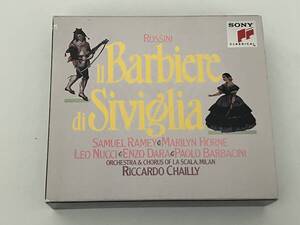 ROSSINI
SONY
CLASSICAL
Il Barbiere
di Siviglia
SAMUEL RAMEY • MARILYN HORNE
LEO NUCCI • ENZO DARA • PAOLO BARBACINI
ORCHESTRA & CHORUS OF LA SCALA, MILAN
RICCARDO CHAILLY